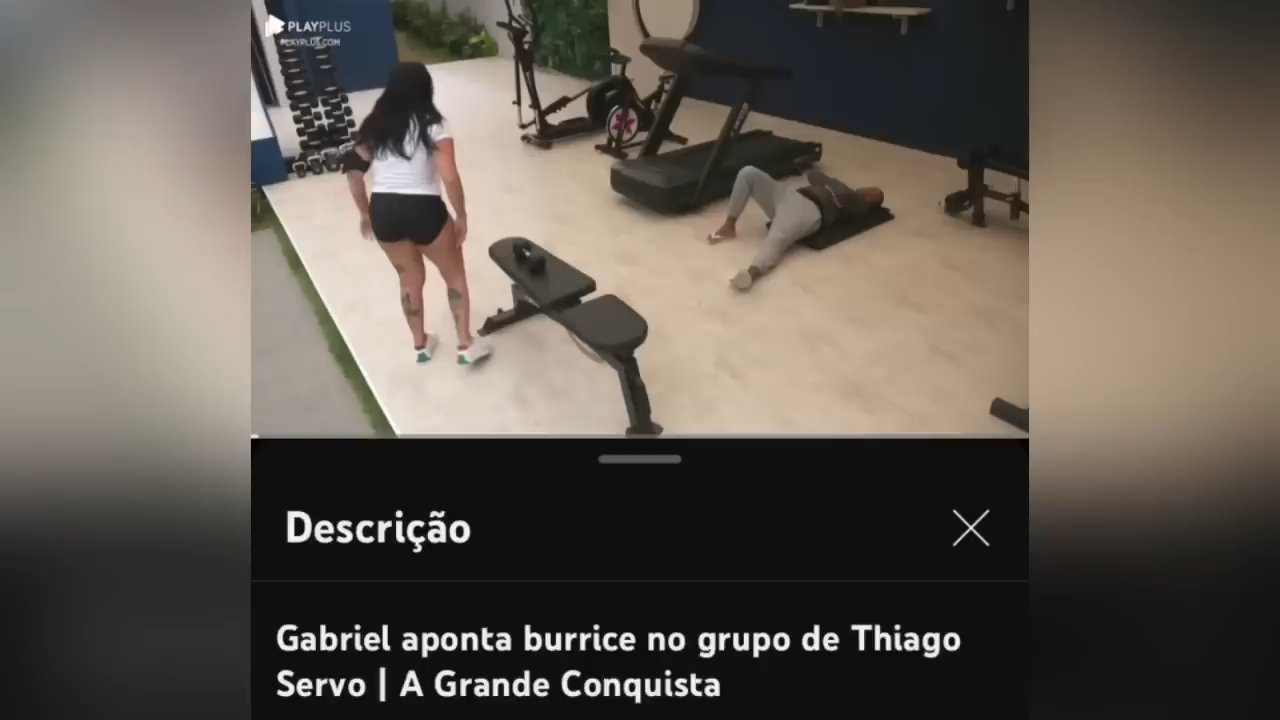 PLAYPLUS
PLAYPLUS.COM
Descrição
Gabriel aponta burrice no grupo de Thiago
Servo | A Grande Conquista